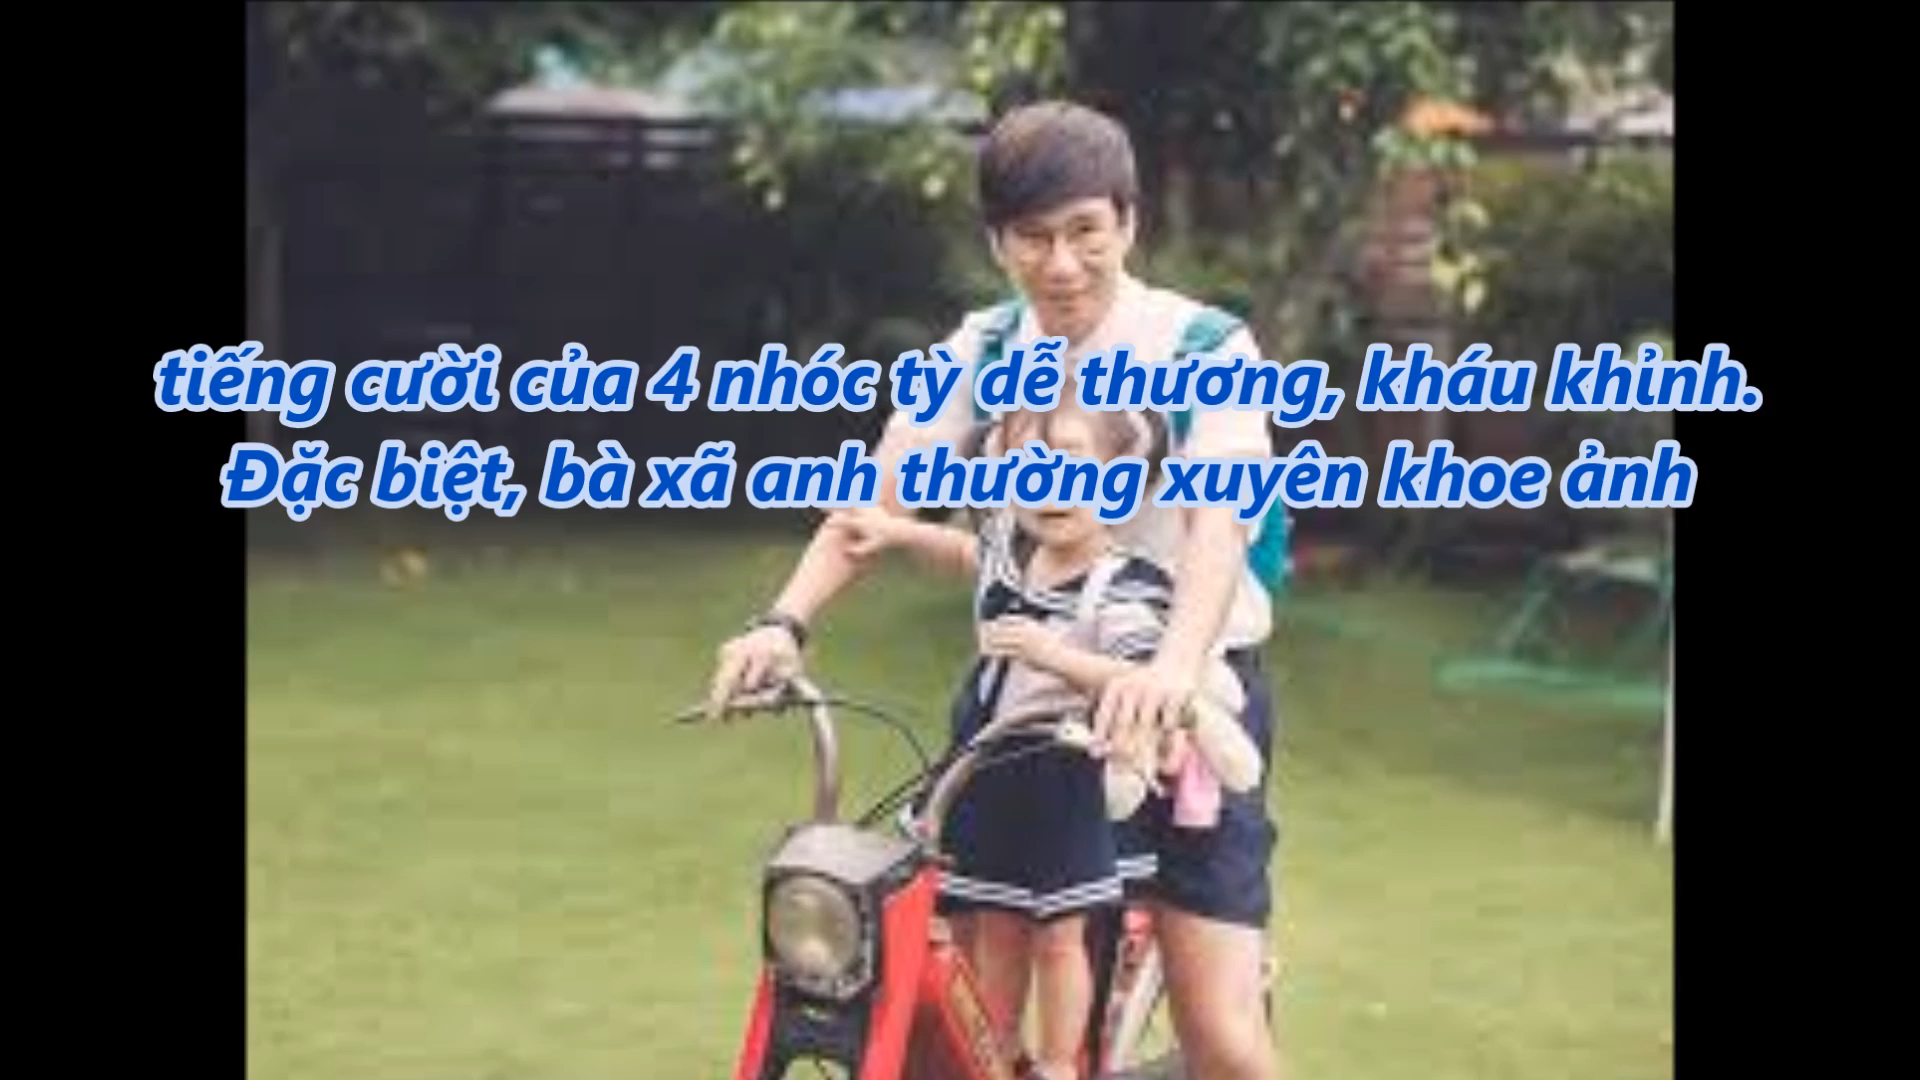 tiếng cười của 4 nhóc tỳ dễ thương, kháu khỉnh.
Đặc biệt, bà xã anh thường xuyên khoe ảnh